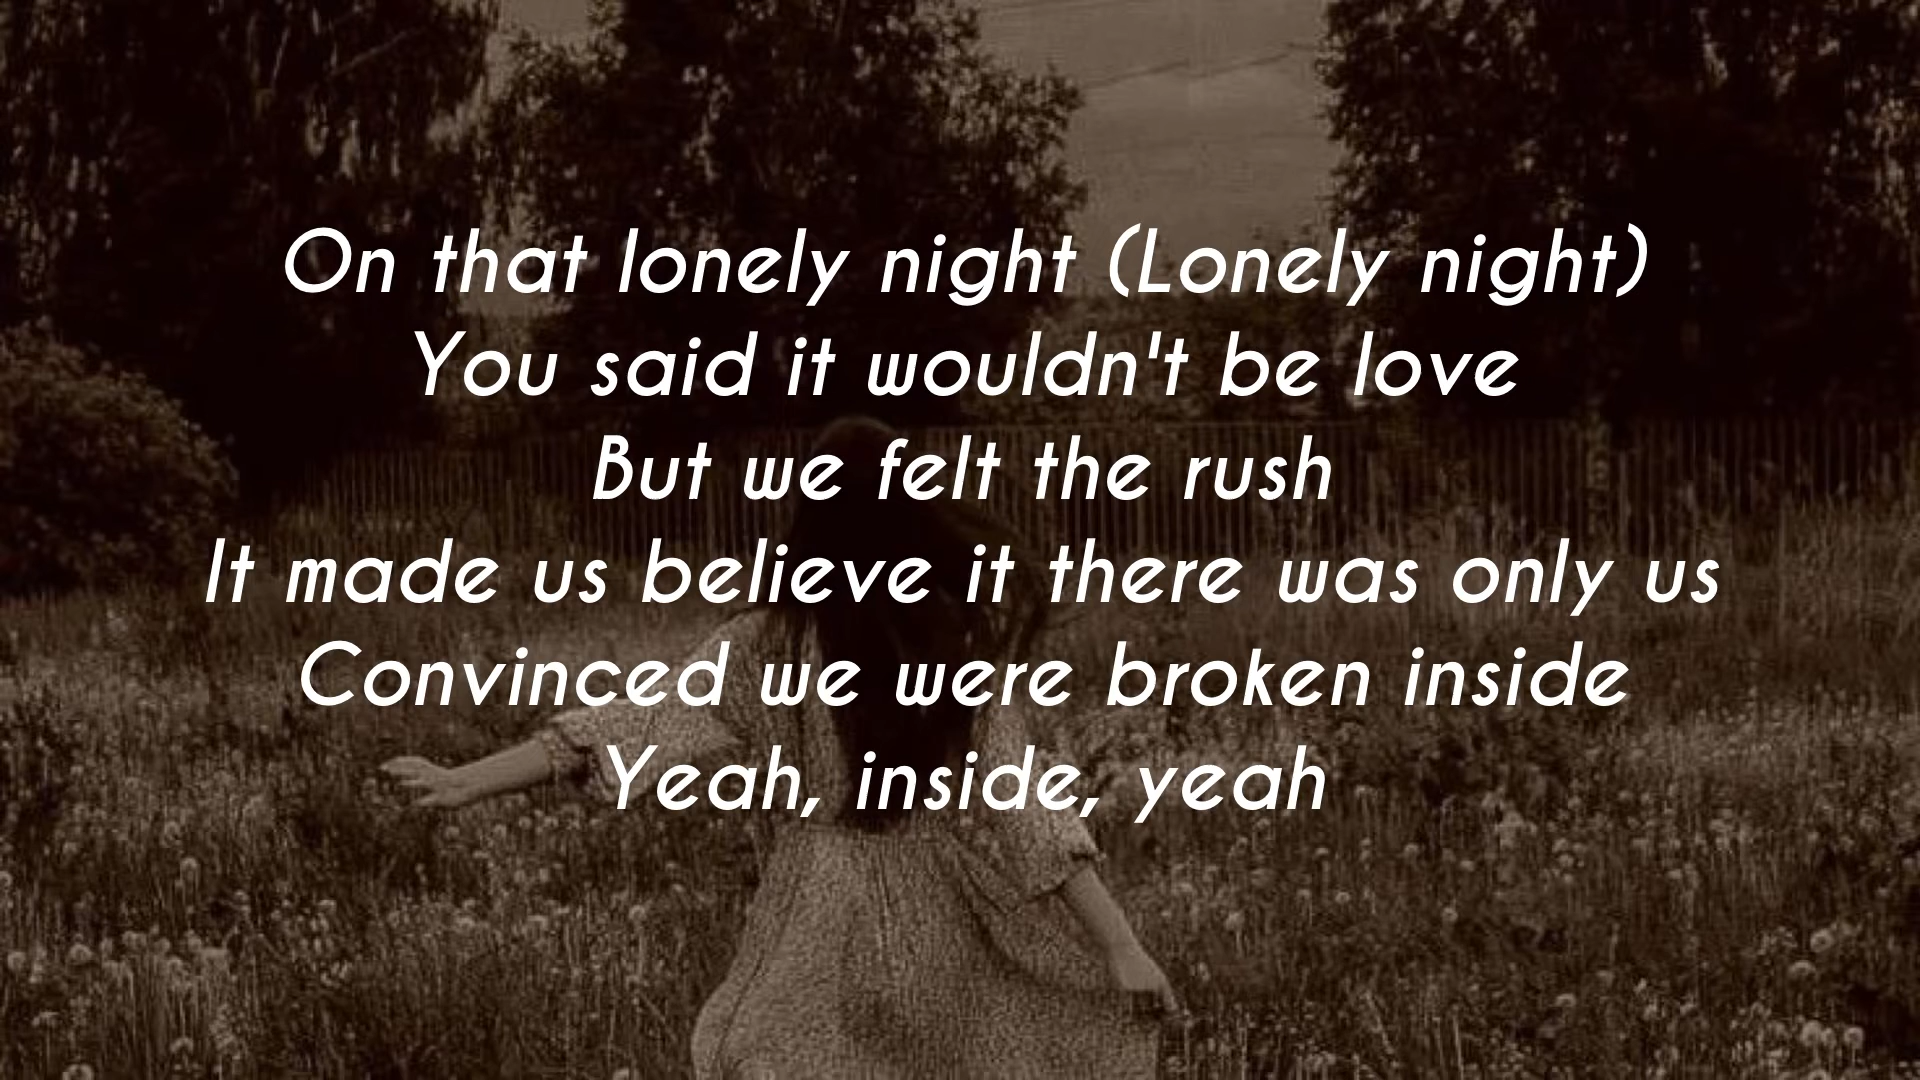 On that lonely night (Lonely night)
You said it wouldn't be love
But we felt the rush
It made us believe it there was only us
Convinced we were broken inside
Yeah, inside, yeah